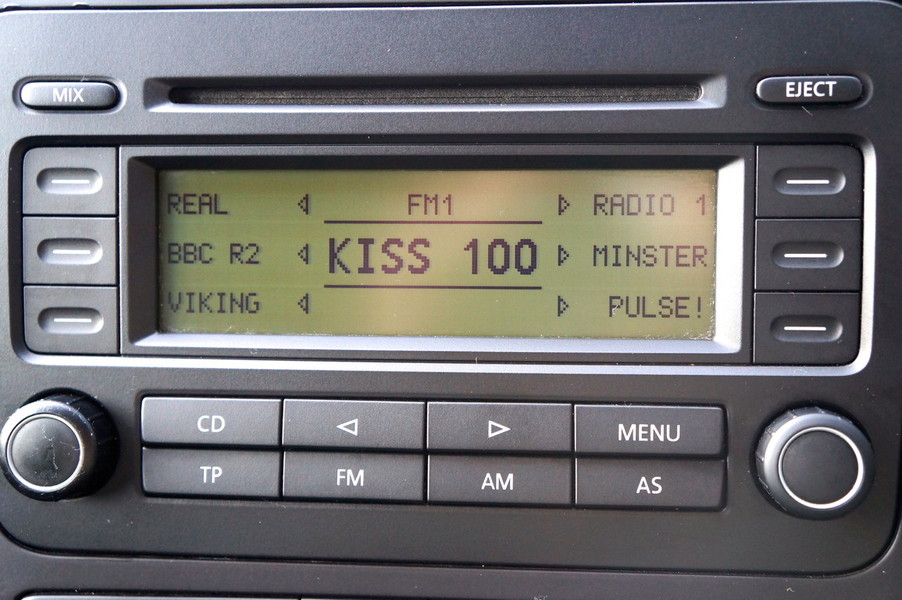 MIX
EJECT
REAL FM1 RADIO 1
BBC R2 KISS 100 MINSTER
VIKING PULSE!
CD MENU
TP FM AM AS